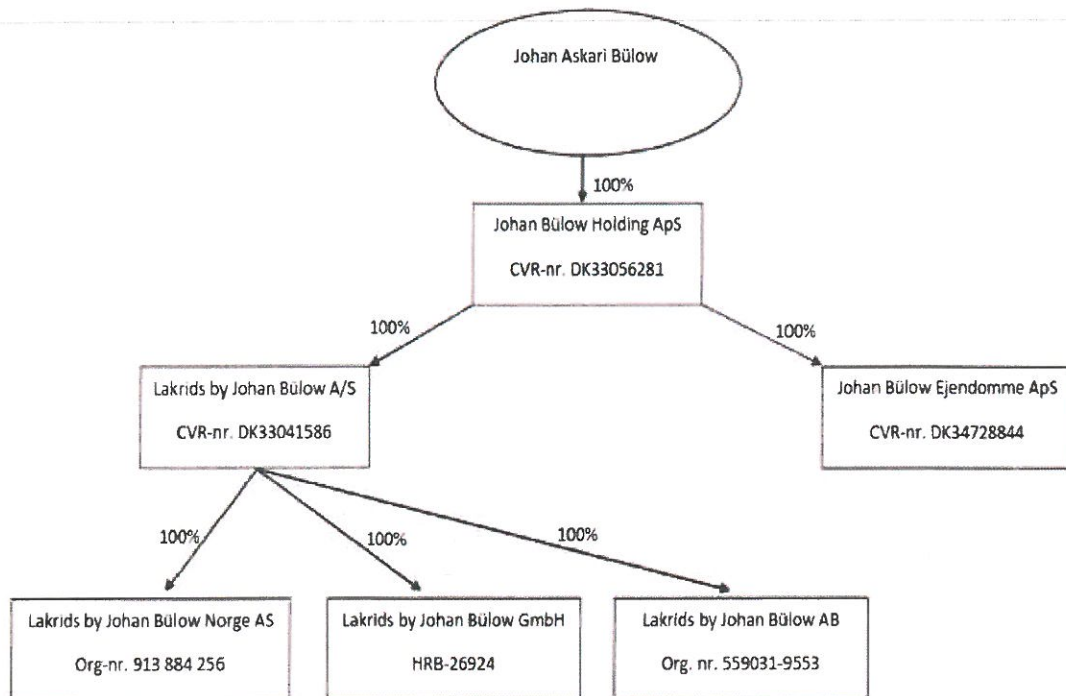 Johan Askari Bülow
100%
Johan Bülow Holding ApS
CVR-nr. DK33056281
100%
100%
Lakrids by Johan Bülow A/S
CVR-nr. DK33041586
Johan Bülow Ejendomme ApS
CVR-nr. DK34728844
100%
100%
100%
Lakrids by Johan Bülow Norge AS
Org-nr. 913 884 256
Lakrids by Johan Bülow GmbH
HRB-26924
Lakrids by Johan Bülow AB
Org. nr. 559031-9553